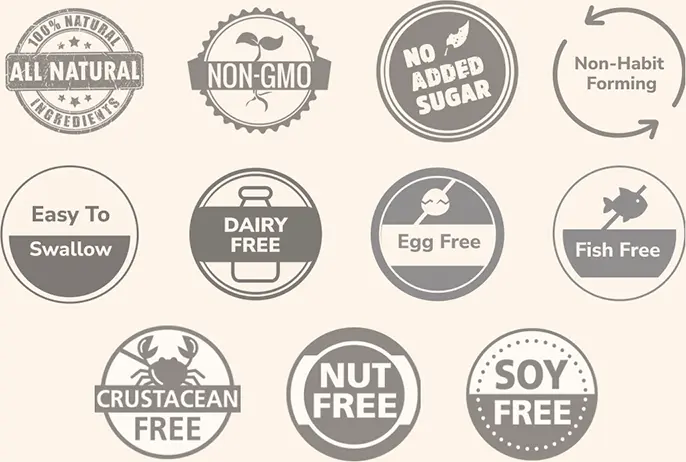 100% NATURAL
ALL NATURAL
INGREDIENTS
NON-GMO
NO
ADDED
SUGAR
Non-Habit
Forming
Easy To
Swallow
DAIRY
FREE
Egg Free
Fish Free
CRUSTACEAN
FREE
NUT
FREE
SOY
FREE